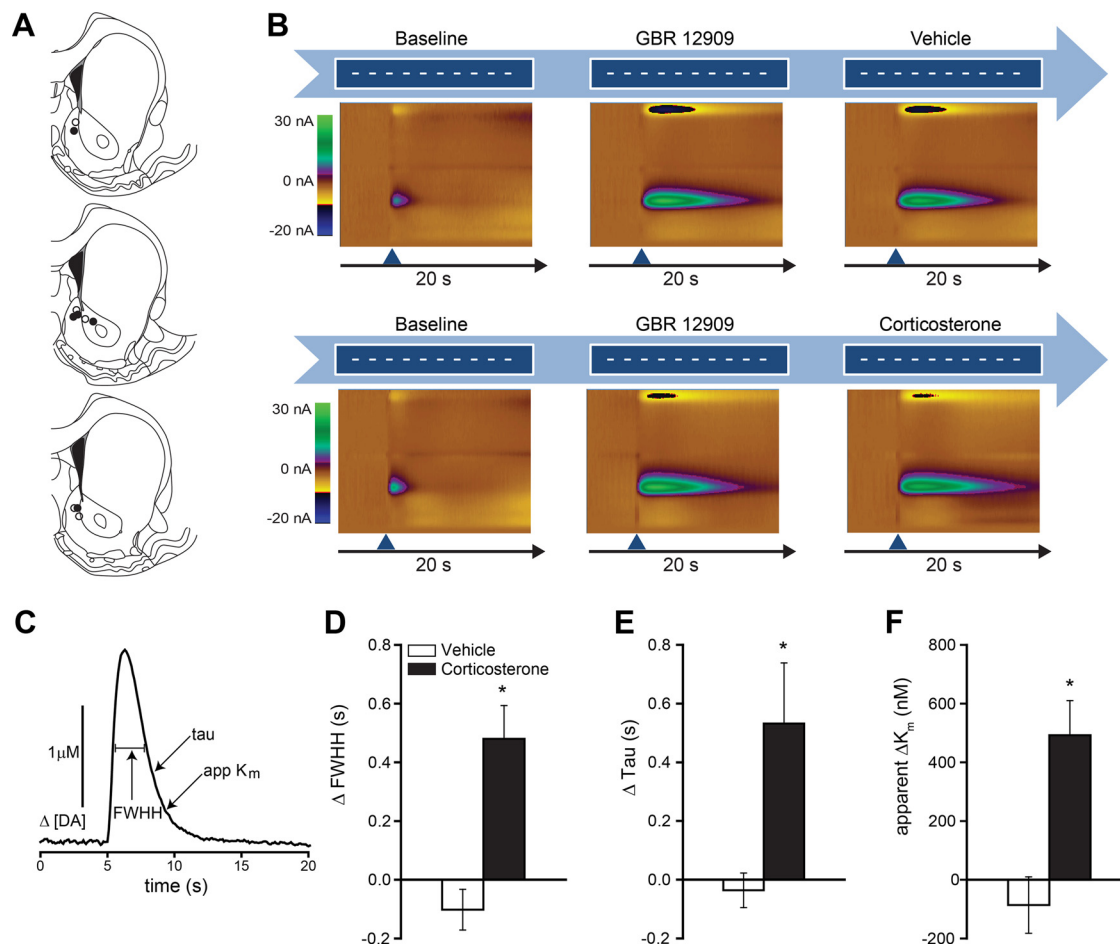 A
B
Baseline GBR 12909 Vehicle
30 nA
0 nA
-20 nA
20 s 20 s 20 s
Baseline GBR 12909 Corticosterone
30 nA
0 nA
-20 nA
20 s 20 s 20 s
C
1μM
Δ [DA]
tau
app Km
FWHH
0 5 10 15 20
time (s)
D
Δ FWHH (s)
0.8
0.6
0.4
0.2
0.0
-0.2
Vehicle
Corticosterone
*
E
Δ Tau (s)
0.8
0.6
0.4
0.2
0.0
-0.2
*
F
apparent ΔKm (nM)
800
600
400
200
0
-200
*